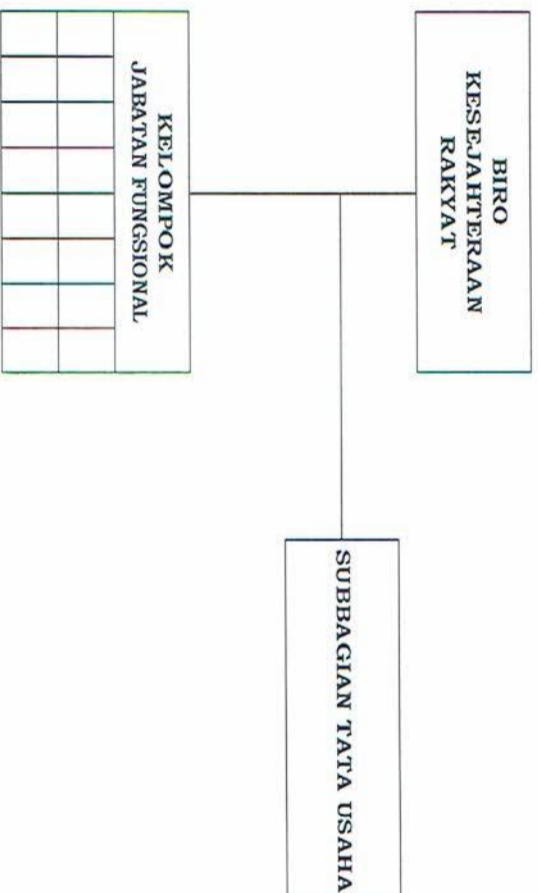 BIRO
KESEJAHTERAAN
RAKYAT
SUBBAGIAN TATA USAHA
KELOMPOK
JABATAN FUNGSIONAL